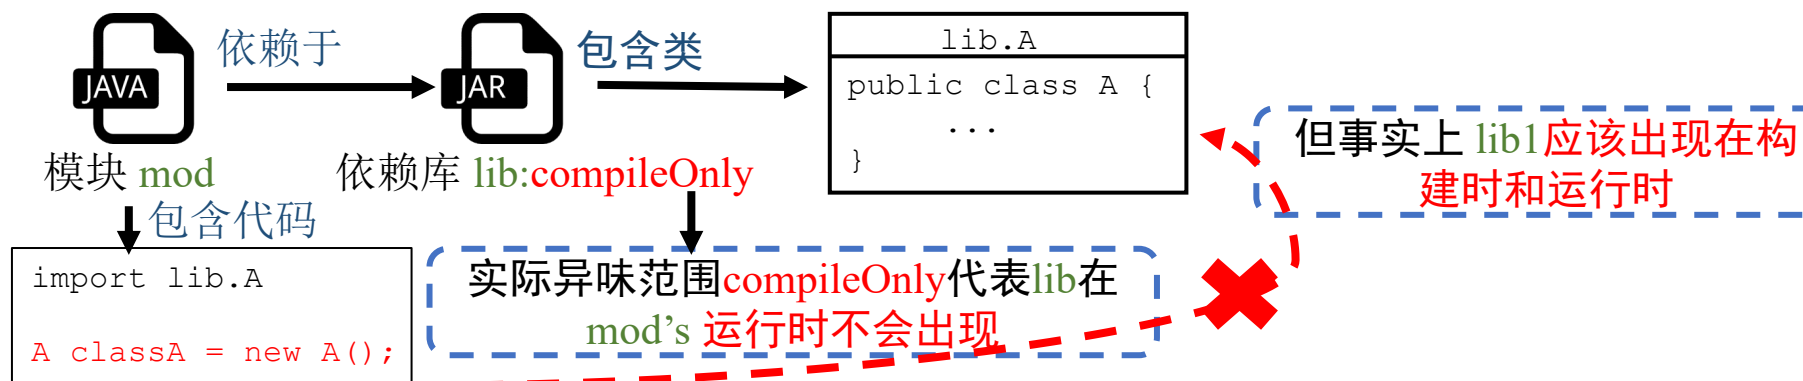 依赖于
包含类
JAVA
JAR
lib.A
public class A {
...
}
模块 mod
依赖库 lib:compileOnly
但事实上 lib1应该出现在构
建时和运行时
包含代码
import lib.A
A classA = new A();
实际异味范围compileOnly代表lib在
mod’s 运行时不会出现